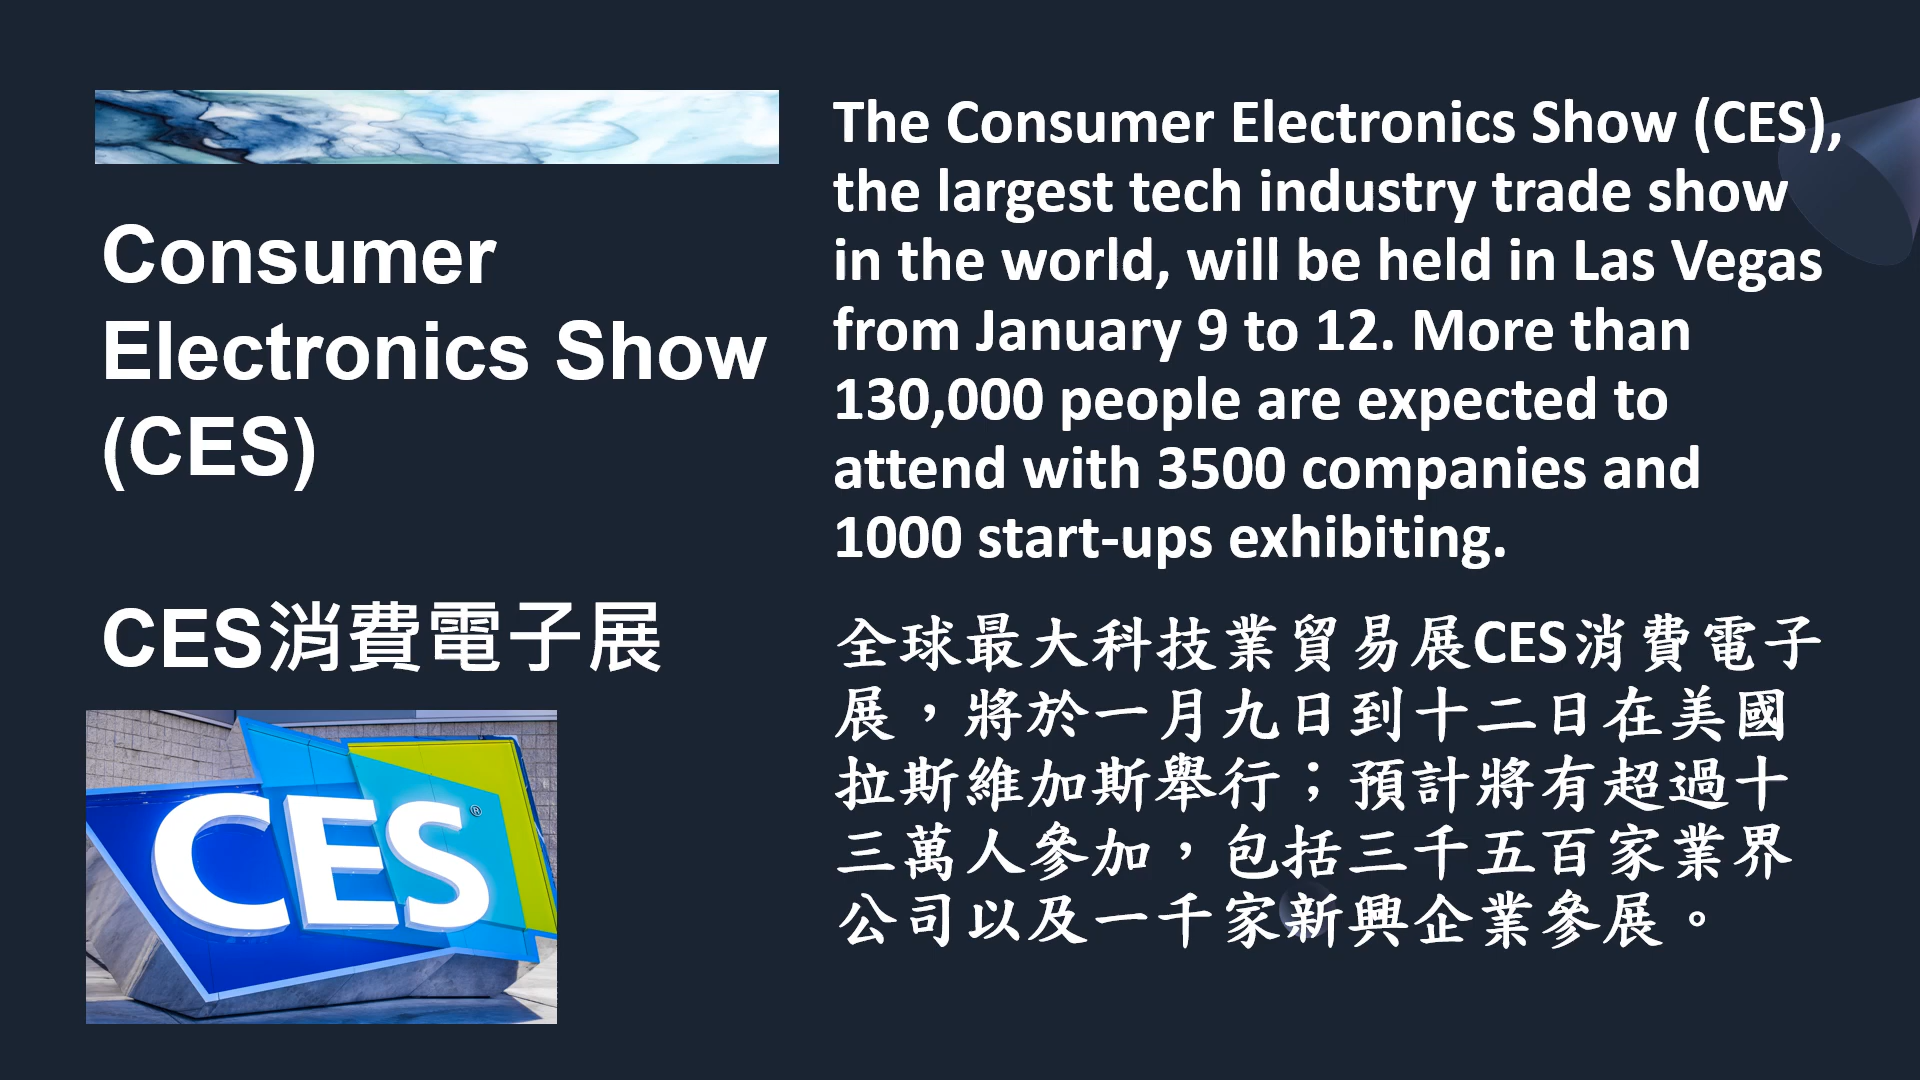 Consumer
Electronics Show
(CES)
CES消費電子展
CES®
The Consumer Electronics Show (CES),
the largest tech industry trade show
in the world, will be held in Las Vegas
from January 9 to 12. More than
130,000 people are expected to
attend with 3500 companies and
1000 start-ups exhibiting.
全球最大科技業貿易展CES消費電子
展，將於一月九日到十二日在美國
拉斯維加斯舉行；預計將有超過十
三萬人參加，包括三千五百家業界
公司以及一千家新興企業參展。